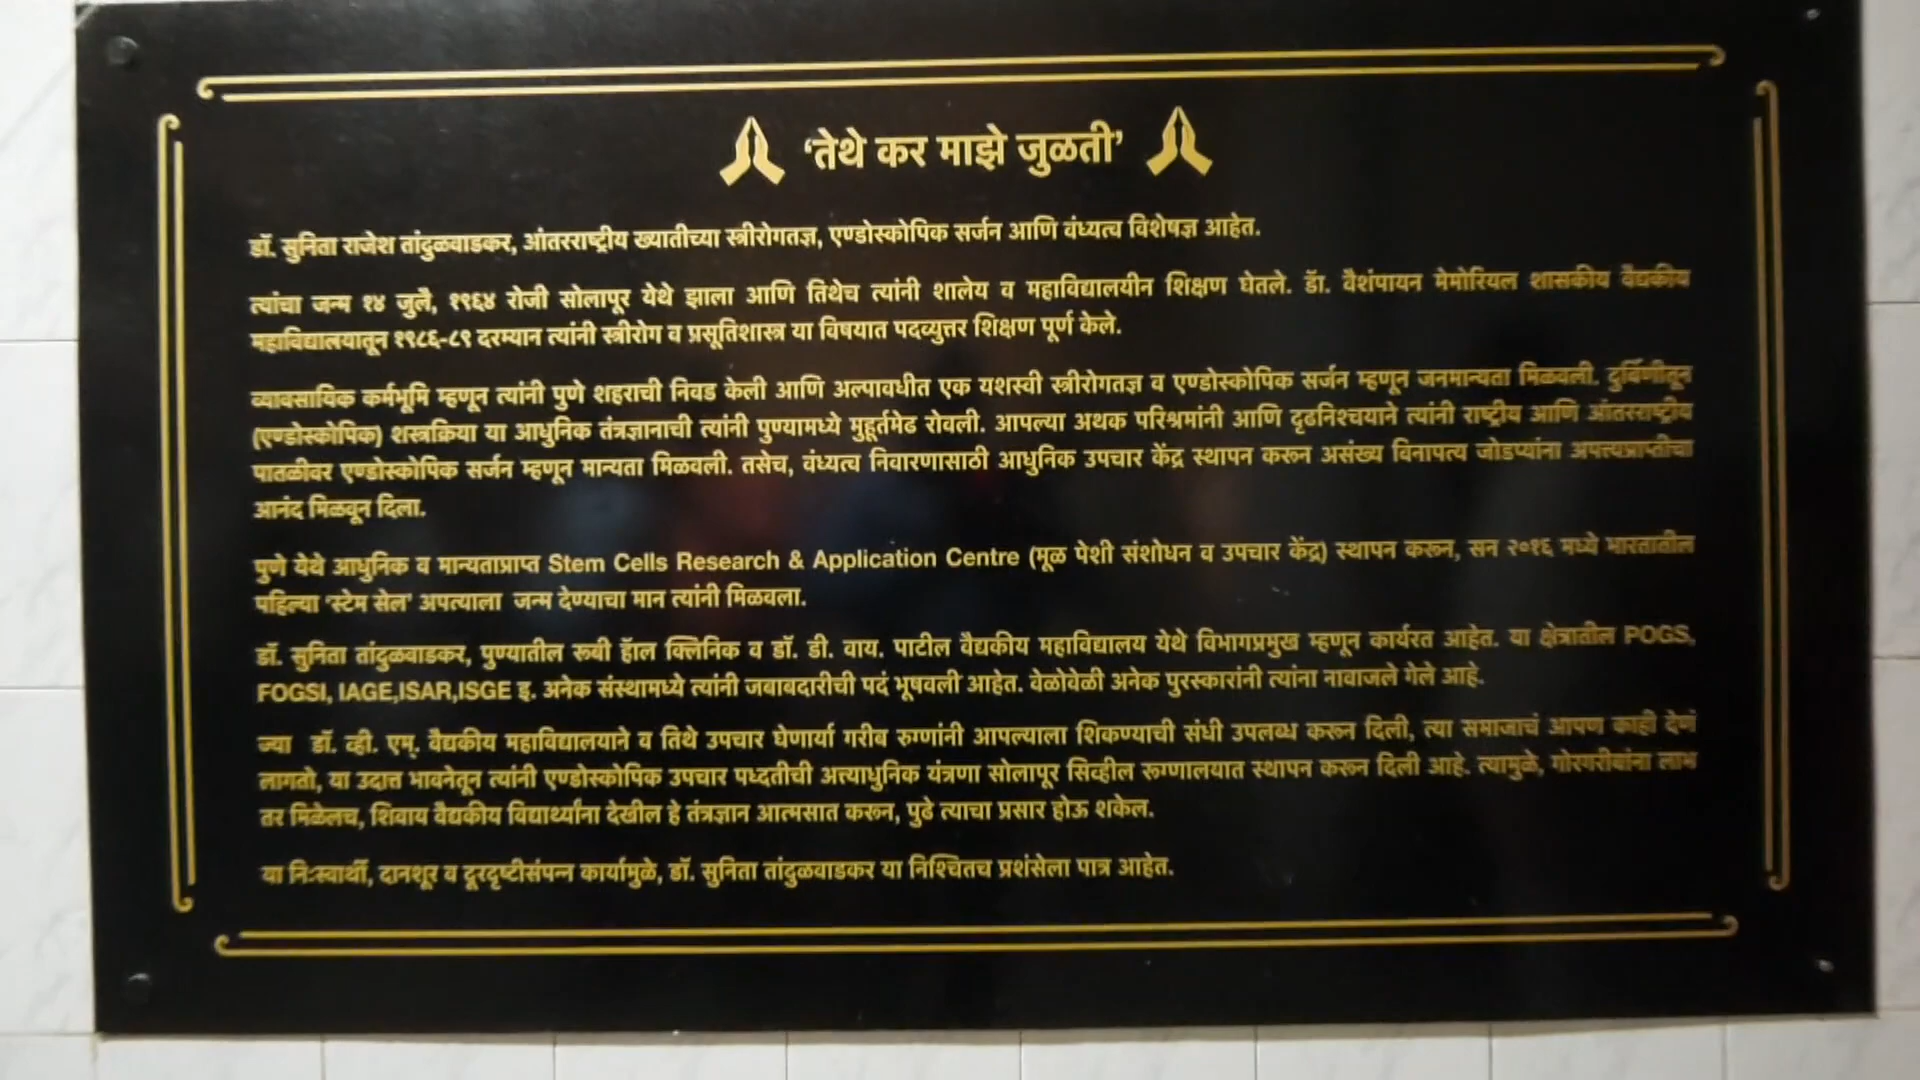 'तेथे कर माझे जुळती'
डॉ. सुनिता राजेश तांदुळवाडकर, आंतरराष्ट्रीय ख्यातीच्या स्त्रीरोगतज्ञ, एण्डोस्कोपिक सर्जन आणि वंध्यत्व विशेषज्ञ आहेत.
त्यांचा जन्म १४ जुलै, १९६४ रोजी सोलापूर येथे झाला आणि तिथेच त्यांनी शालेय व महाविद्यालयीन शिक्षण घेतले. डॅा. वैशंपायन मेमोरियल शासकीय वैद्यकीय
महाविद्यालयातून १९८६-८९ दरम्यान त्यांनी स्त्रीरोग व प्रसूतिशास्त्र या विषयात पदव्युत्तर शिक्षण पूर्ण केले.
व्यावसायिक कर्मभूमि म्हणून त्यांनी पुणे शहराची निवड केली आणि अल्पावधीत एक यशस्वी स्त्रीरोगतज्ञ व एण्डोस्कोपिक सर्जन म्हणून जनमान्यता मिळवली. दुर्बिणीतून
(एण्डोस्कोपिक) शस्त्रक्रिया या आधुनिक तंत्रज्ञानाची त्यांनी पुण्यामध्ये मुहूर्तमेढ रोवली. आपल्या अथक परिश्रमांनी आणि दृढनिश्चयाने त्यांनी राष्ट्रीय आणि आंतरराष्ट्रीय
पातळीवर एण्डोस्कोपिक सर्जन म्हणून मान्यता मिळवली. तसेच, वंध्यत्व निवारणासाठी आधुनिक उपचार केंद्र स्थापन करून असंख्य विनापत्य जोडप्यांना अपत्यप्राप्तीचा
आनंद मिळवून दिला.
पुणे येथे आधुनिक व मान्यताप्राप्त Stem Cells Research & Application Centre (मूळ पेशी संशोधन व उपचार केंद्र) स्थापन करून, सन २०१६ मध्ये भारतातील
पहिल्या 'स्टेम सेल' अपत्याला जन्म देण्याचा मान त्यांनी मिळवला.
डॉ. सुनिता तांदुळवाडकर, पुण्यातील रूबी हॅाल क्लिनिक व डॉ. डी. वाय. पाटील वैद्यकीय महाविद्यालय येथे विभागप्रमुख म्हणून कार्यरत आहेत. या क्षेत्रातील POGS,
FOGSI, IAGE,ISAR,ISGE इ. अनेक संस्थामध्ये त्यांनी जबाबदारीची पदं भूषवली आहेत. वेळोवेळी अनेक पुरस्कारांनी त्यांना नावाजले गेले आहे.
ज्या डॉ. व्ही. एम्. वैद्यकीय महाविद्यालयाने व तिथे उपचार घेणार्या गरीब रुग्णांनी आपल्याला शिकण्याची संधी उपलब्ध करून दिली, त्या समाजाचं आपण काही देणं
लागतो, या उदात्त भावनेतून त्यांनी एण्डोस्कोपिक उपचार पध्दतीची अत्त्याधुनिक यंत्रणा सोलापूर सिव्हील रूग्णालयात स्थापन करून दिली आहे. त्यामुळे, गोरगरीबांना लाभ
तर मिळेलच, शिवाय वैद्यकीय विद्यार्थ्यांना देखील हे तंत्रज्ञान आत्मसात करून, पुढे त्याचा प्रसार होऊ शकेल.
या निःस्वार्थी, दानशूर व दूरदृष्टीसंपन्न कार्यामुळे, डॉ. सुनिता तांदुळवाडकर या निश्चितच प्रशंसेला पात्र आहेत.